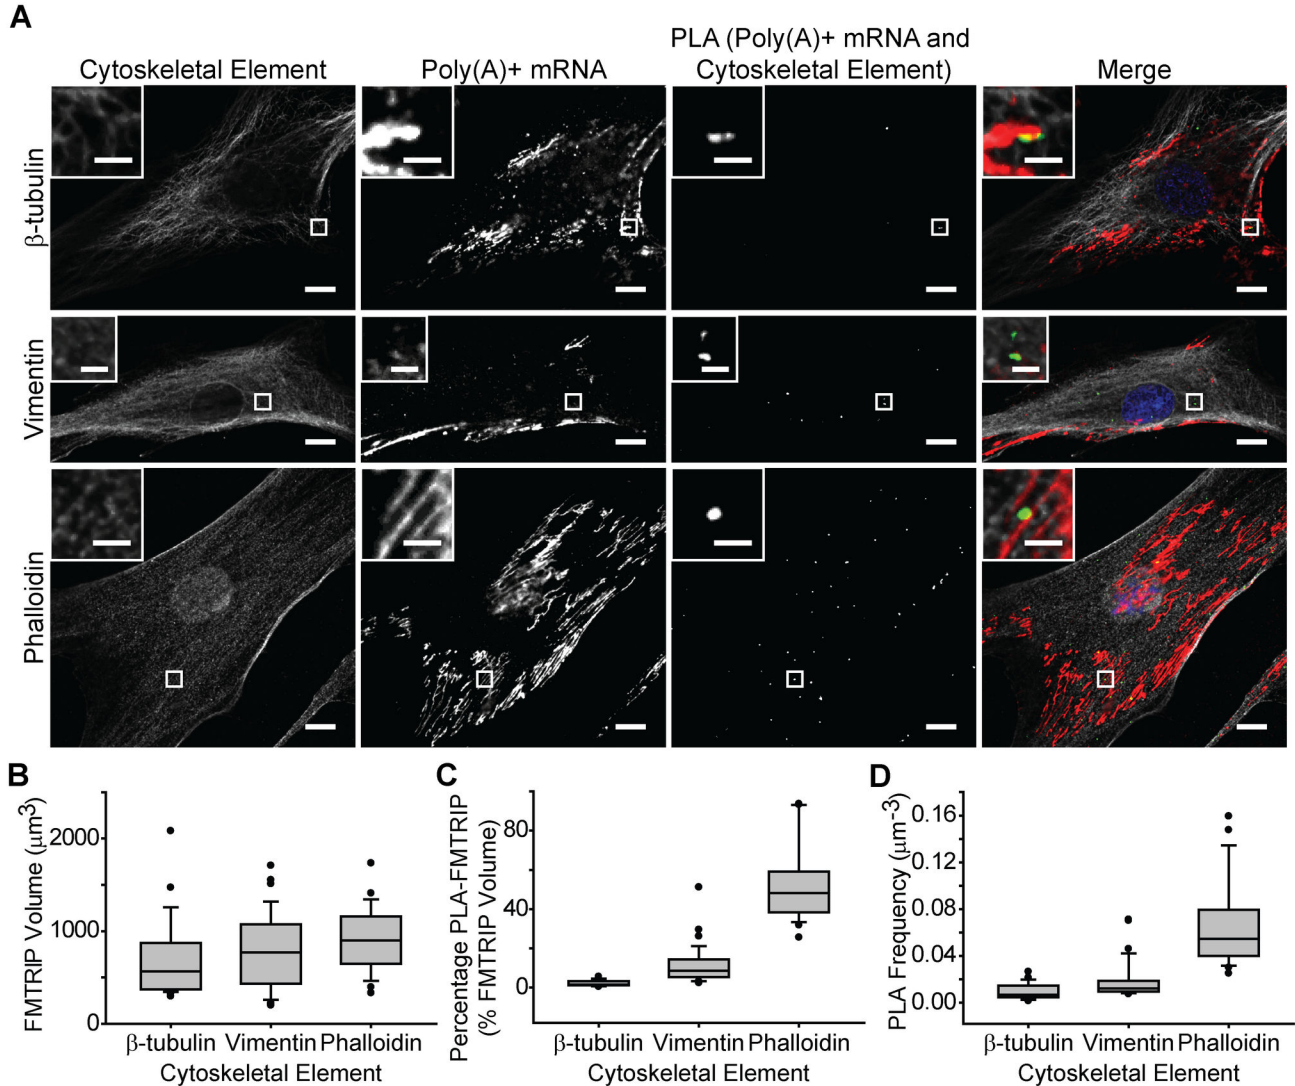 A
Cytoskeletal Element
Poly(A)+ mRNA
PLA (Poly(A)+ mRNA and
Cytoskeletal Element)
Merge
β-tubulin
Vimentin
Phalloidin
B
FMTRIP Volume (μm3)
2000
1000
0
β-tubulin Vimentin Phalloidin
Cytoskeletal Element
C
Percentage PLA-FMTRIP
(% FMTRIP Volume)
80
40
0
β-tubulin Vimentin Phalloidin
Cytoskeletal Element
D
PLA Frequency (μm-3)
0.16
0.12
0.08
0.04
0.00
β-tubulin Vimentin Phalloidin
Cytoskeletal Element